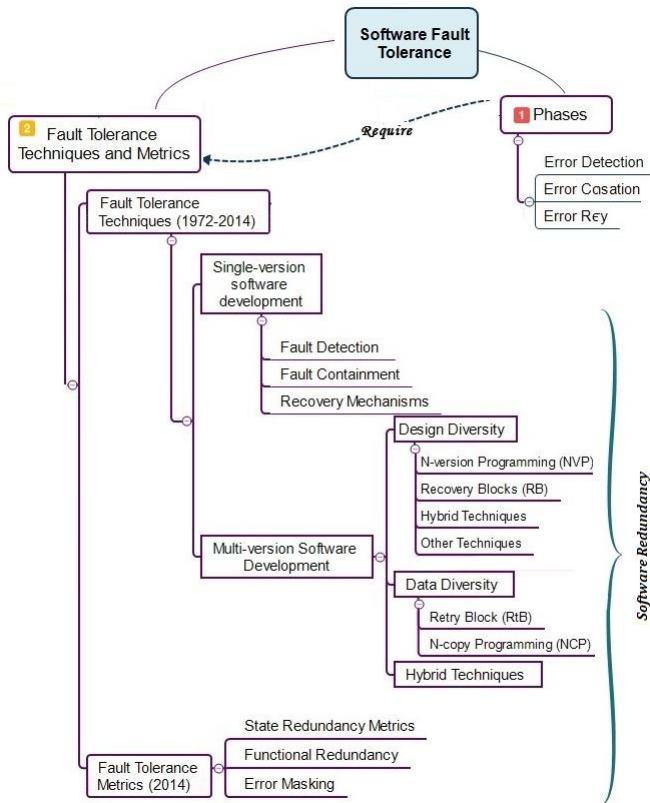 Software Fault
Tolerance
1 Phases
Error Detection
Error Cɑsation
Error Rϵy
Require
2 Fault Tolerance
Techniques and Metrics
Fault Tolerance
Techniques (1972-2014)
Single-version
software
development
Fault Detection
Fault Containment
Recovery Mechanisms
Multi-version Software
Development
Design Diversity
N-version Programming (NVP)
Recovery Blocks (RB)
Hybrid Techniques
Other Techniques
Data Diversity
Retry Block (RtB)
N-copy Programming (NCP)
Hybrid Techniques
Fault Tolerance
Metrics (2014)
State Redundancy Metrics
Functional Redundancy
Error Masking
Software Redundancy